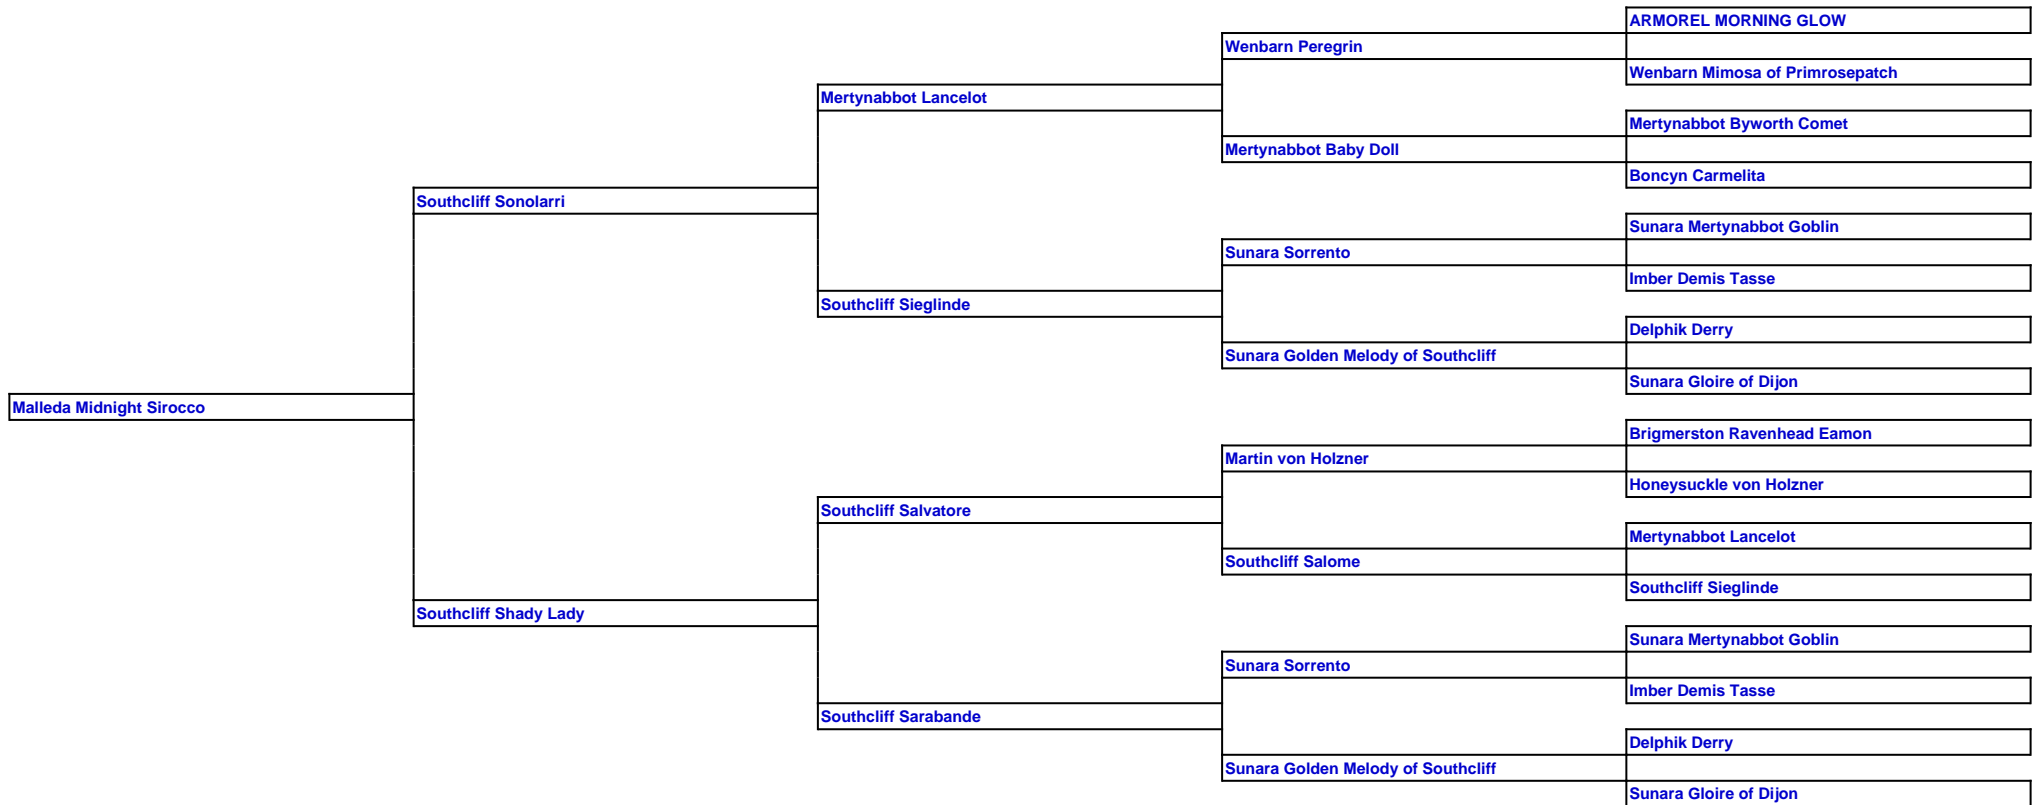 ARMOREL MORNING GLOW
Wenbarn Peregrin
Wenbarn Mimosa of Primrosepatch
Mertynabbot Lancelot
Mertynabbot Byworth Comet
Mertynabbot Baby Doll
Boncyn Carmelita
Southcliff Sonolarri
Sunara Mertynabbot Goblin
Sunara Sorrento
Imber Demis Tasse
Southcliff Sieglinde
Delphik Derry
Sunara Golden Melody of Southcliff
Sunara Gloire of Dijon
Malleda Midnight Sirocco
Brigmerston Ravenhead Eamon
Martin von Holzner
Honeysuckle von Holzner
Southcliff Salvatore
Mertynabbot Lancelot
Southcliff Salome
Southcliff Sieglinde
Southcliff Shady Lady
Sunara Mertynabbot Goblin
Sunara Sorrento
Imber Demis Tasse
Southcliff Sarabande
Delphik Derry
Sunara Golden Melody of Southcliff
Sunara Gloire of Dijon